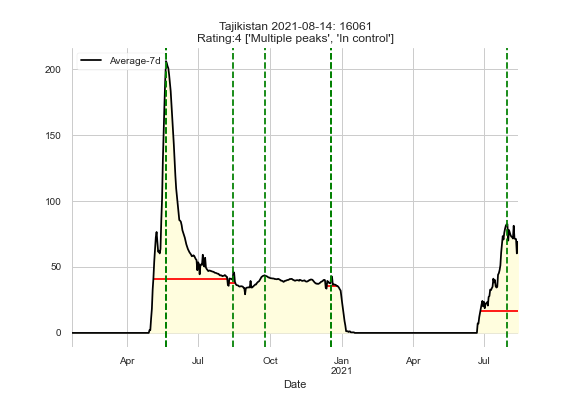 Tajikistan 2021-08-14: 16061
Rating:4 ['Multiple peaks', 'In control']
Average-7d
200
150
100
50
0
Apr Jul Oct Jan Apr Jul
2021
Date